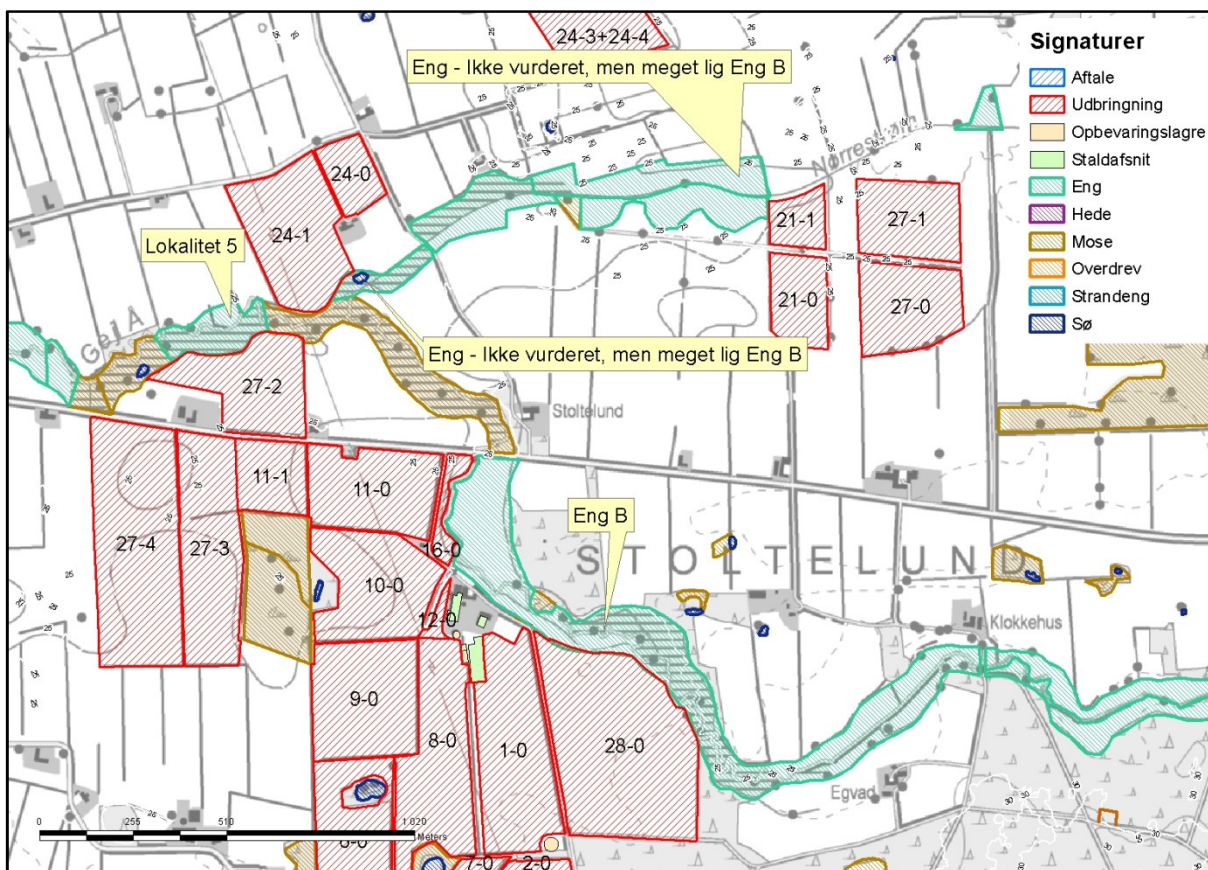 24-3+24-4
Eng - Ikke vurderet, men meget lig Eng B
Nørrestrøm
24-0
24-1
Lokalitet 5
21-1
27-1
21-0
27-0
Gejl Å
Eng - Ikke vurderet, men meget lig Eng B
27-2
Stoltelund
11-1
11-0
27-4
27-3
16-0
10-0
12-0
Eng B
STOLTELUND
Klokkehus
9-0
8-0
1-0
28-0
Egvad
7-0
2-0
0
255
510
1.020
Meters
Signaturer
Aftale
Udbringning
Opbevaringslagre
Staldafsnit
Eng
Hede
Mose
Overdrev
Strandeng
Sø